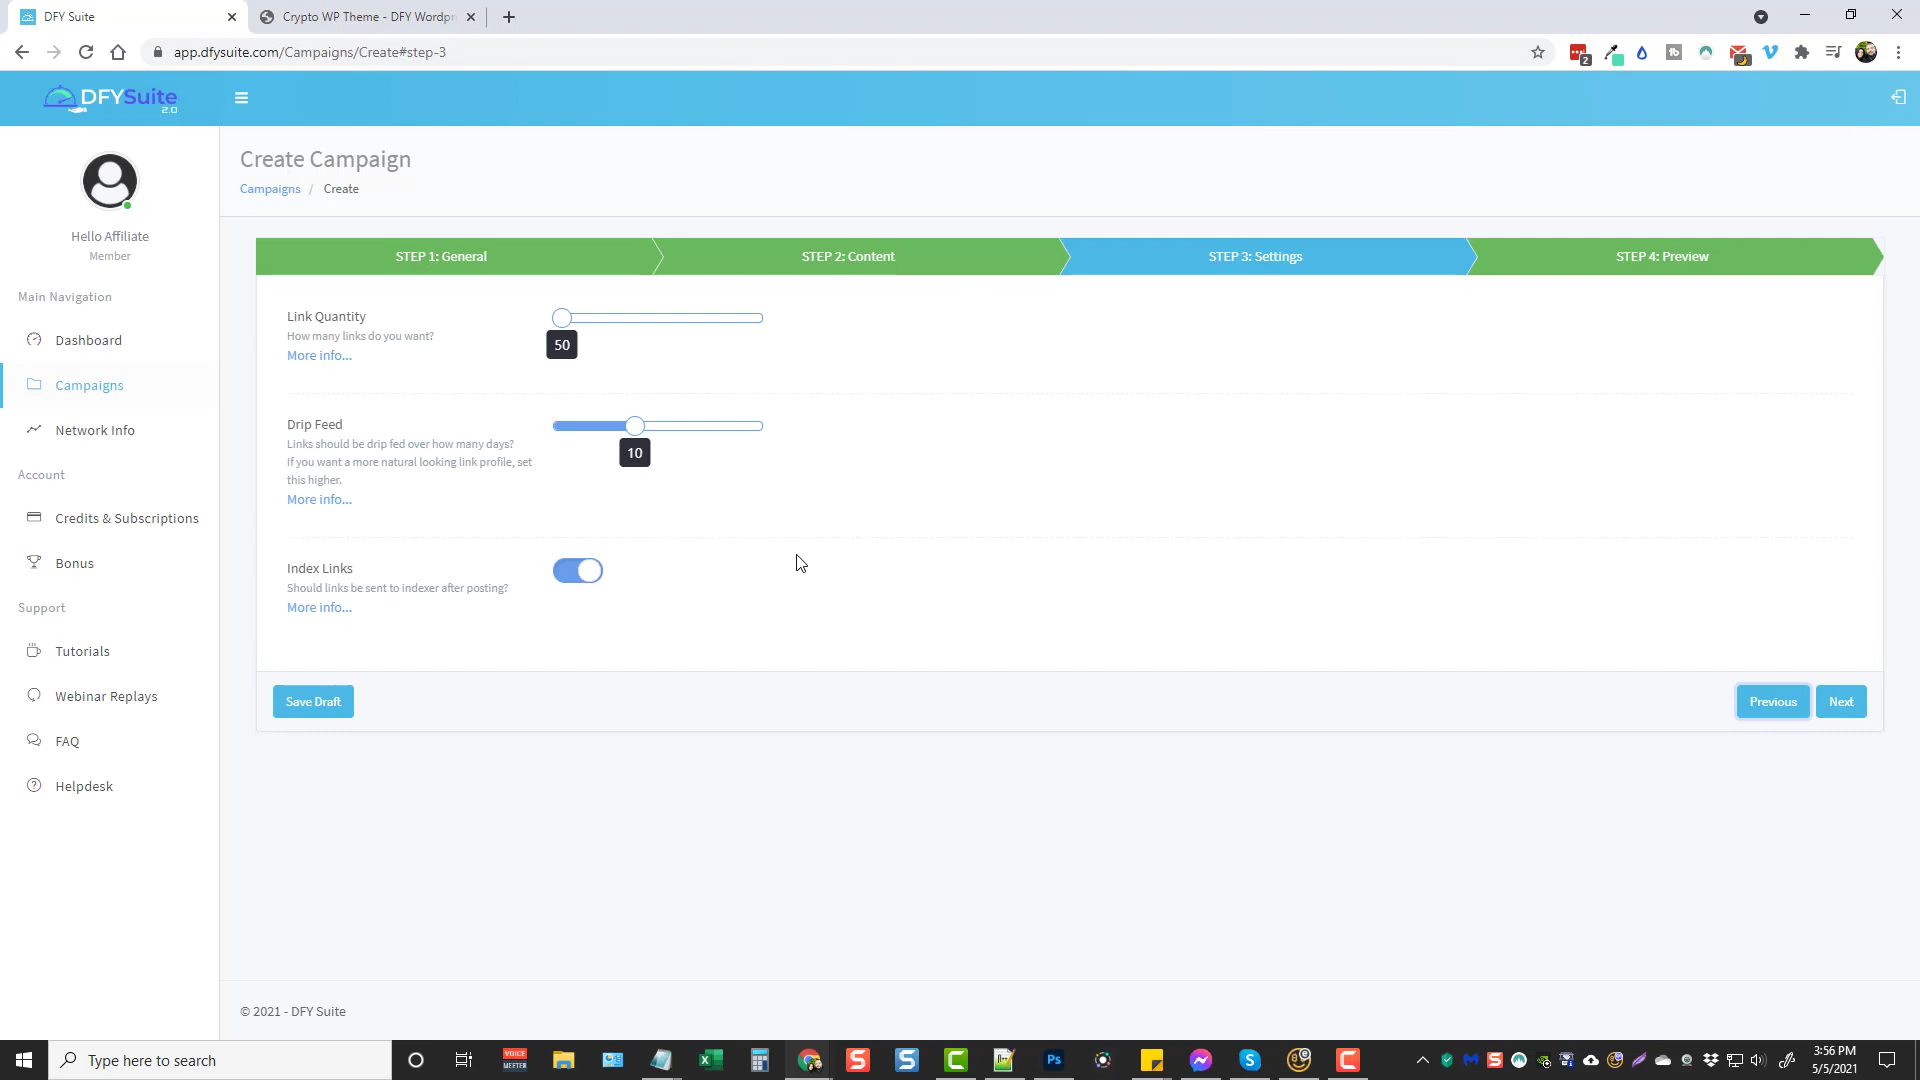 DFY Suite
Crypto WP Theme - DFY Wordpr
app.dfysuite.com/Campaigns/Create#step-3
2
DFYSuite
2.0
Create Campaign
Campaigns / Create
Hello Affiliate
Member
Main Navigation
Dashboard
Campaigns
Network Info
Account
Credits & Subscriptions
Bonus
Support
Tutorials
Webinar Replays
FAQ
Helpdesk
STEP 1: General
STEP 2: Content
STEP 3: Settings
STEP 4: Preview
Link Quantity
How many links do you want?
More info...
50
Drip Feed
Links should be drip fed over how many days?
If you want a more natural looking link profile, set
this higher.
More info...
10
Index Links
Should links be sent to indexer after posting?
More info...
Save Draft
Previous
Next
© 2021 - DFY Suite
Type here to search
VOICE
MEETER
Ps
3:56 PM
5/5/2021